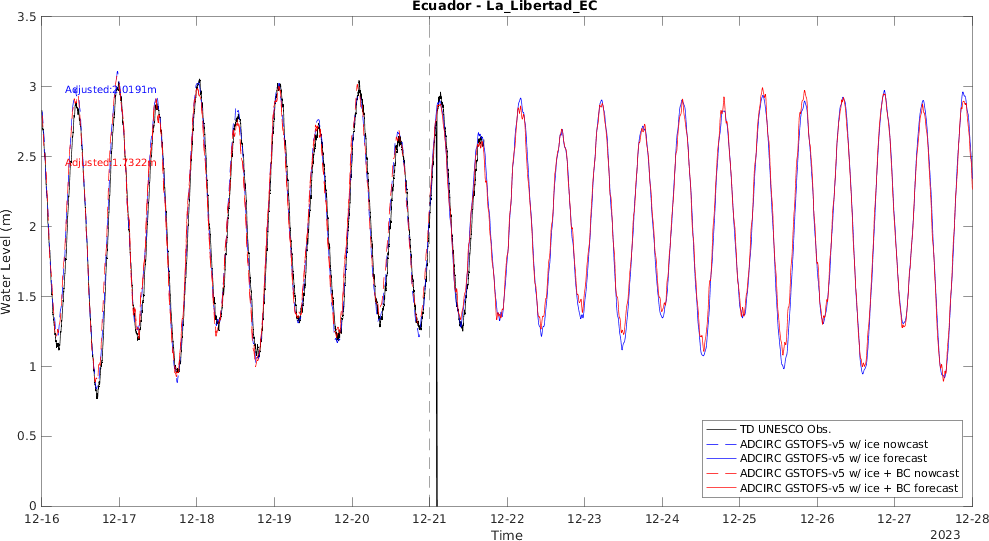 Ecuador - La_Libertad_EC
3.5
3
2.5
2
1.5
1
0.5
0
Water Level (m)
Adjusted:2.0191m
Adjusted:1.7322m
TD UNESCO Obs.
ADCIRC GSTOFS-v5 w/ ice nowcast
ADCIRC GSTOFS-v5 w/ ice forecast
ADCIRC GSTOFS-v5 w/ ice + BC nowcast
ADCIRC GSTOFS-v5 w/ ice + BC forecast
12-16 12-17 12-18 12-19 12-20 12-21 12-22 12-23 12-24 12-25 12-26 12-27 12-28
Time
2023